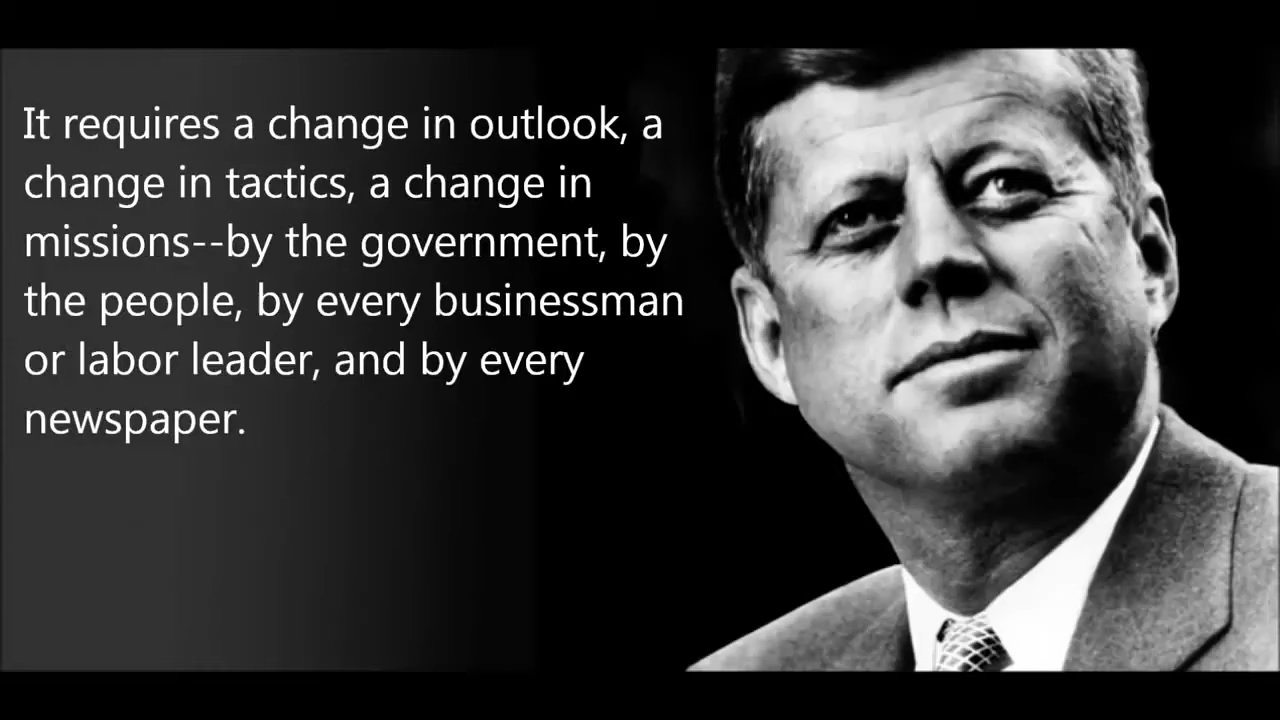 It requires a change in outlook, a
change in tactics, a change in
missions--by the government, by
the people, by every businessman
or labor leader, and by every
newspaper.